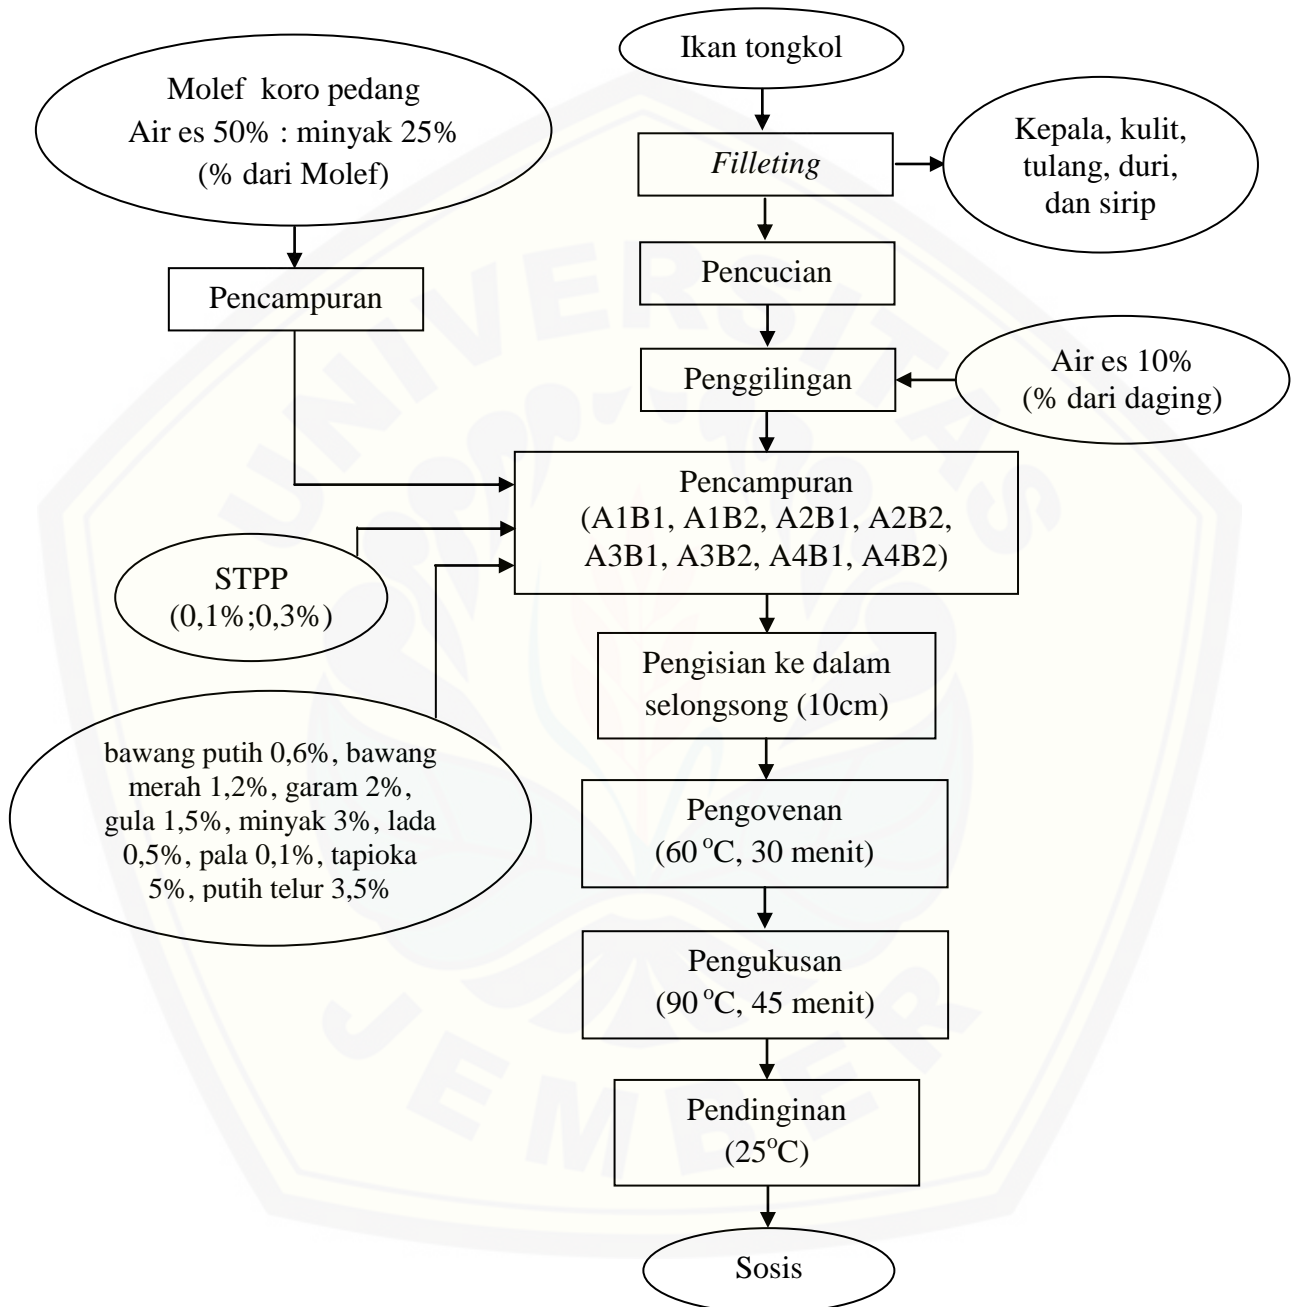 Ikan tongkol
Molef koro pedang
Air es 50% : minyak 25%
(% dari Molef)
Filleting
Kepala, kulit,
tulang, duri,
dan sirip
Pencucian
Pencampuran
Penggilingan
Air es 10%
(% dari daging)
Pencampuran
(A1B1, A1B2, A2B1, A2B2,
A3B1, A3B2, A4B1, A4B2)
STPP
(0,1%;0,3%)
Pengisian ke dalam
selongsong (10cm)
bawang putih 0,6%, bawang
merah 1,2%, garam 2%,
gula 1,5%, minyak 3%, lada
0,5%, pala 0,1%, tapioka
5%, putih telur 3,5%
Pengovenan
(60 °C, 30 menit)
Pengukusan
(90 °C, 45 menit)
Pendinginan
(25°C)
Sosis
UNIVERSITAS
JEMBER